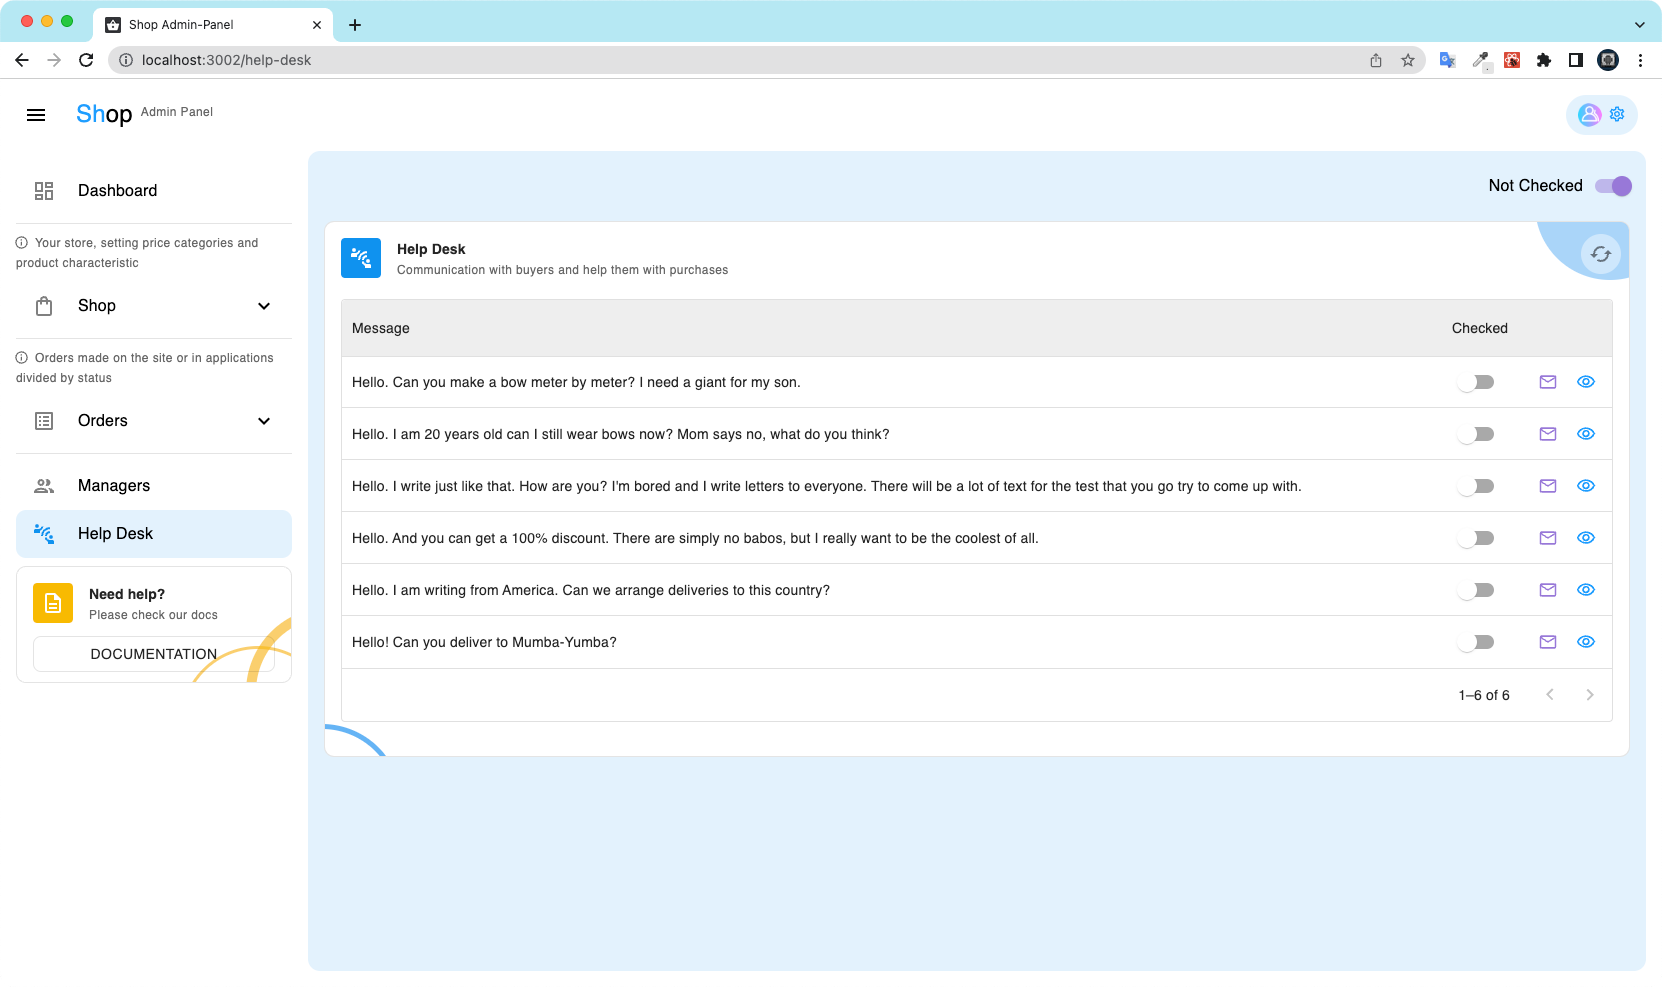 Shop Admin-Panel
localhost:3002/help-desk
Shop Admin Panel
Dashboard
Your store, setting price categories and
product characteristic
Shop
Orders made on the site or in applications
divided by status
Orders
Managers
Help Desk
Need help?
Please check our docs
DOCUMENTATION
Not Checked
Help Desk
Communication with buyers and help them with purchases
Message Checked
Hello. Can you make a bow meter by meter? I need a giant for my son.
Hello. I am 20 years old can I still wear bows now? Mom says no, what do you think?
Hello. I write just like that. How are you? I'm bored and I write letters to everyone. There will be a lot of text for the test that you go try to come up with.
Hello. And you can get a 100% discount. There are simply no babos, but I really want to be the coolest of all.
Hello. I am writing from America. Can we arrange deliveries to this country?
Hello! Can you deliver to Mumba-Yumba?
1–6 of 6